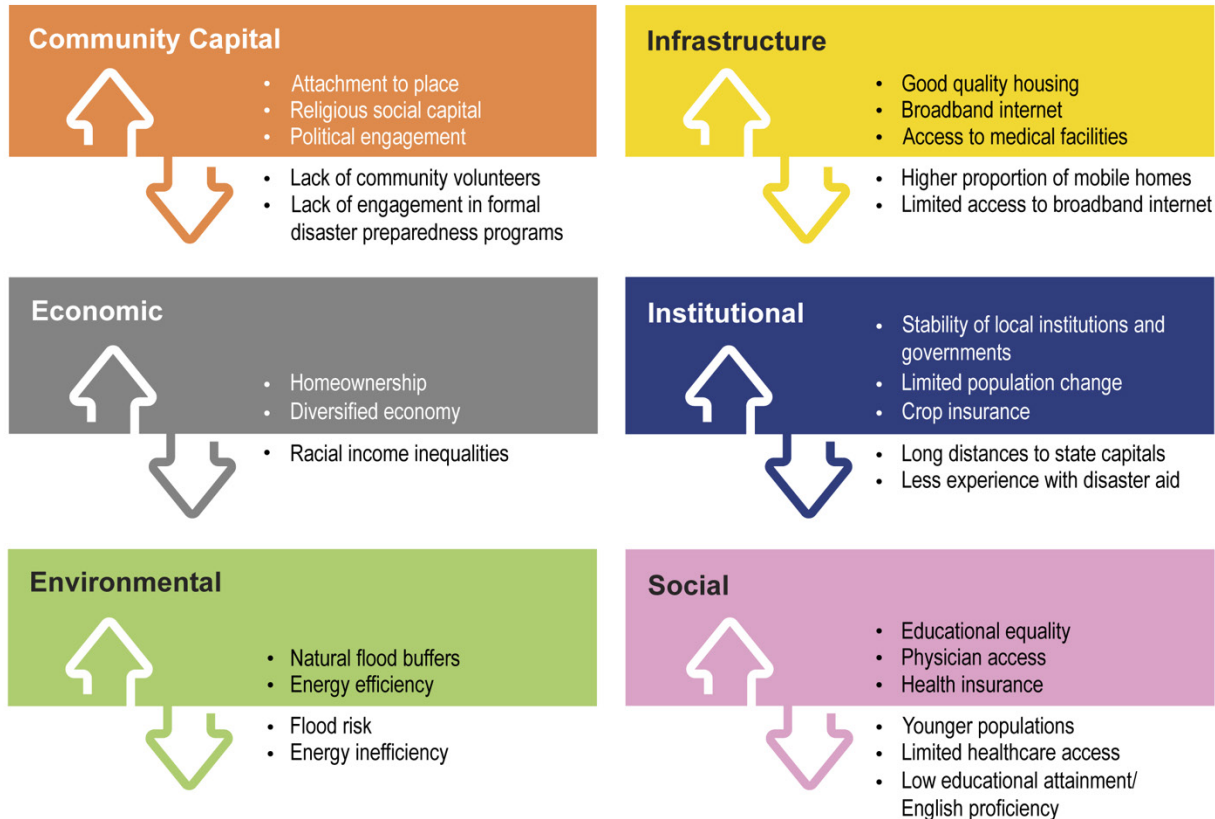 Community Capital
• Attachment to place
• Religious social capital
• Political engagement
• Lack of community volunteers
• Lack of engagement in formal
disaster preparedness programs
Infrastructure
• Good quality housing
• Broadband internet
• Access to medical facilities
• Higher proportion of mobile homes
• Limited access to broadband internet
Economic
• Homeownership
• Diversified economy
• Racial income inequalities
Institutional
• Stability of local institutions and
governments
• Limited population change
• Crop insurance
• Long distances to state capitals
• Less experience with disaster aid
Environmental
• Natural flood buffers
• Energy efficiency
• Flood risk
• Energy inefficiency
Social
• Educational equality
• Physician access
• Health insurance
• Younger populations
• Limited healthcare access
• Low educational attainment/
English proficiency